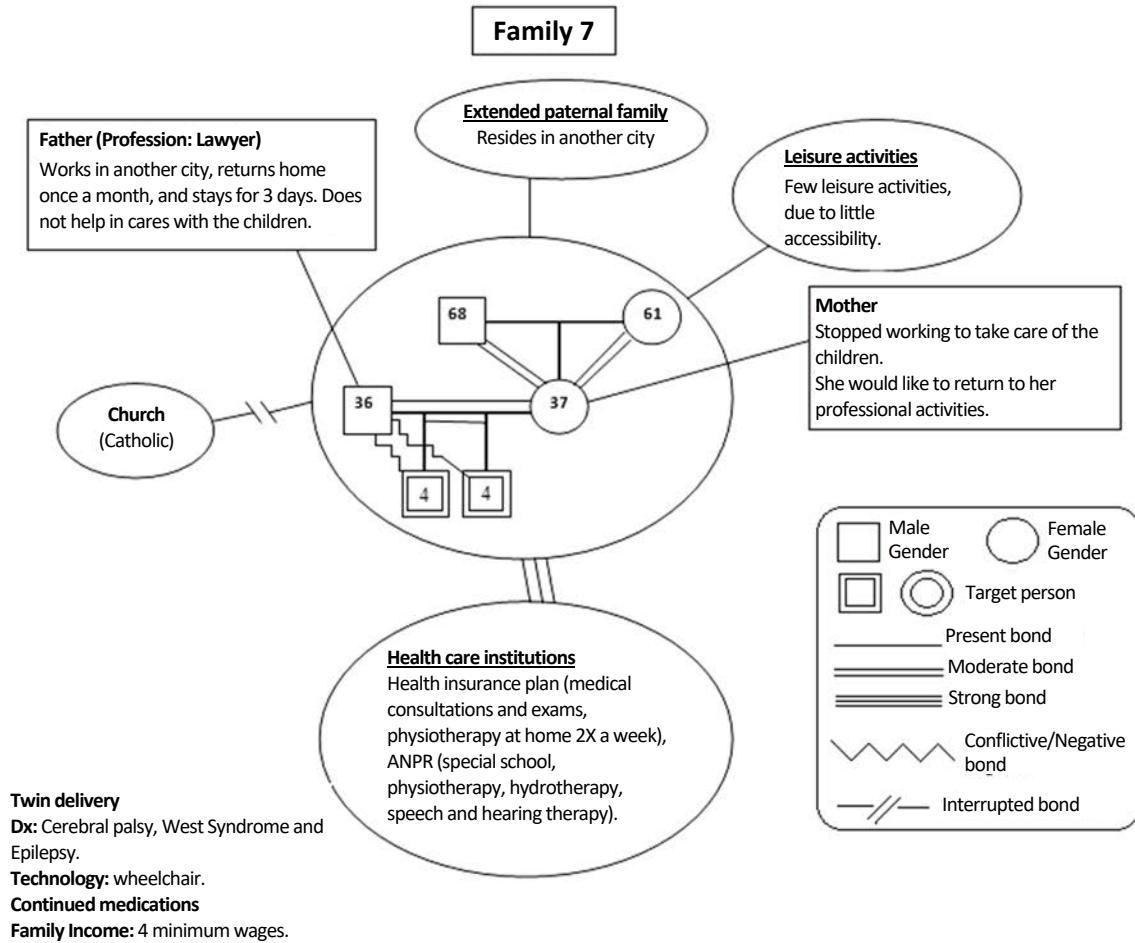 Family 7
Extended paternal family
Resides in another city
Father (Profession: Lawyer)
Works in another city, returns home
once a month, and stays for 3 days. Does
not help in cares with the children.
Leisure activities
Few leisure activities,
due to little
accessibility.
68
61
Mother
Stopped working to take care of the
children.
She would like to return to her
professional activities.
36
37
Church
(Catholic)
4
4
Male
Gender
Female
Gender
Target person
Present bond
Moderate bond
Strong bond
Conflictive/Negative
bond
Interrupted bond
Health care institutions
Health insurance plan (medical
consultations and exams,
physiotherapy at home 2X a week),
ANPR (special school,
physiotherapy, hydrotherapy,
speech and hearing therapy).
Twin delivery
Dx: Cerebral palsy, West Syndrome and
Epilepsy.
Technology: wheelchair.
Continued medications
Family Income: 4 minimum wages.